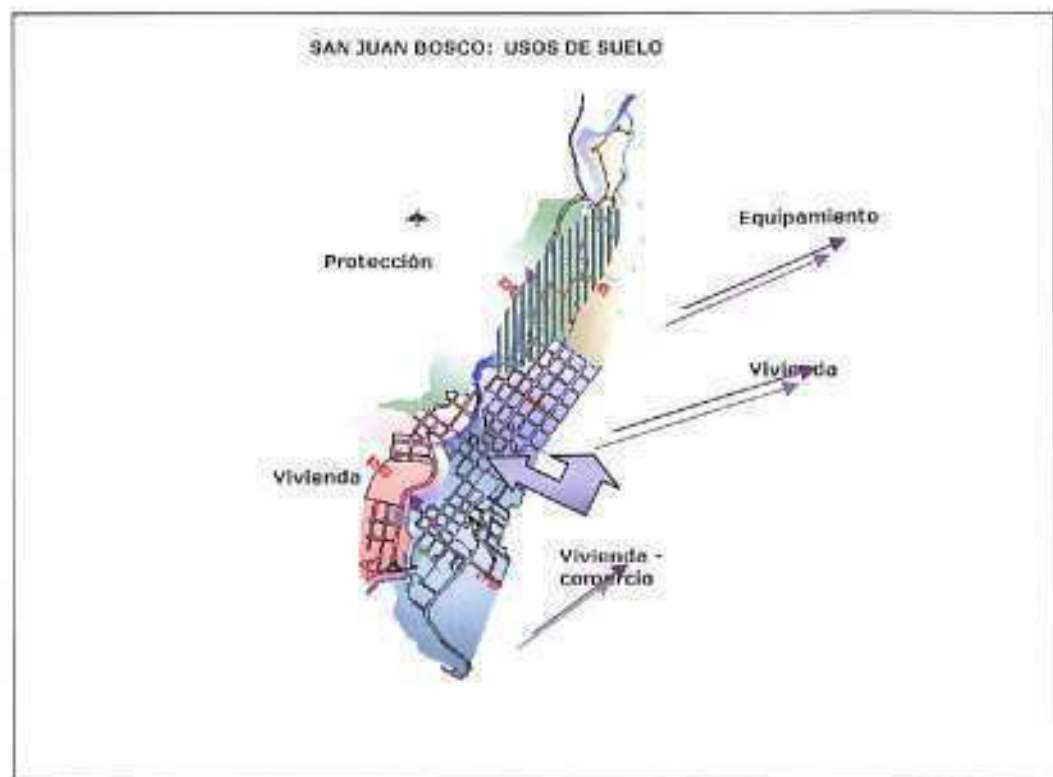 SAN JUAN BOSCO: USOS DE SUELO
Equipamiento
Protección
Vivienda
Vivienda
Vivienda -
comercio